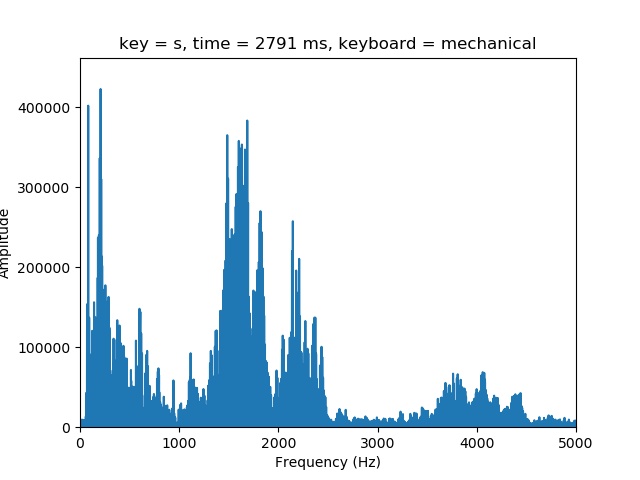 key = s, time = 2791 ms, keyboard = mechanical
400000
300000
200000
100000
0
Amplitude
0 1000 2000 3000 4000 5000
Frequency (Hz)